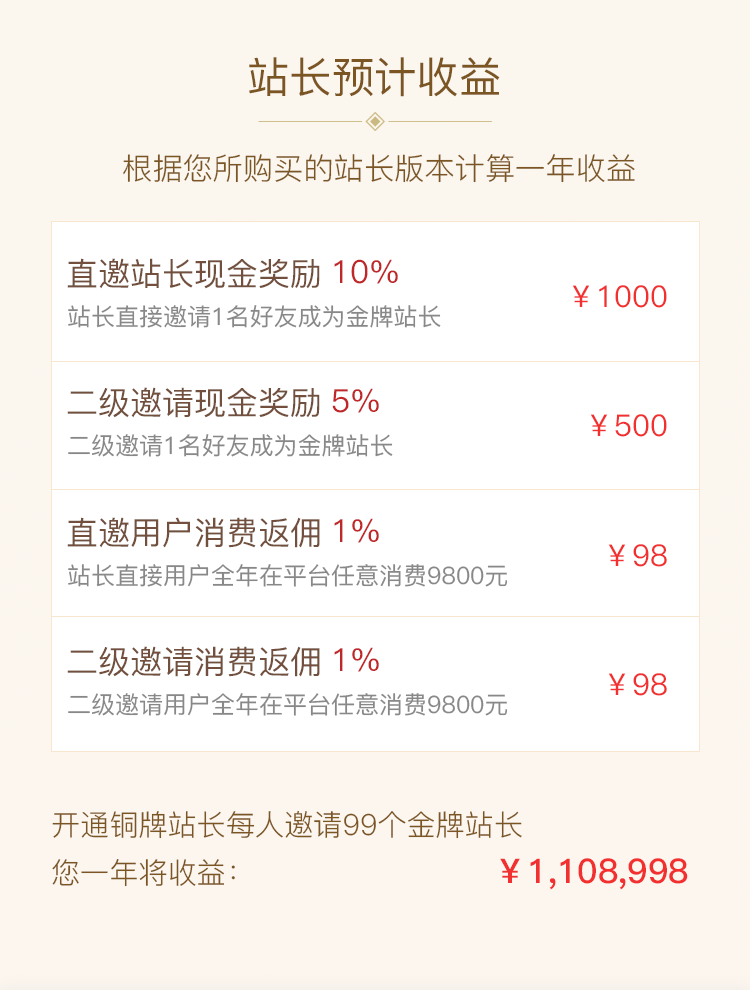 站长预计收益
根据您所购买的站长版本计算一年收益
直邀站长现金奖励 10%
站长直接邀请1名好友成为金牌站长
¥1000
二级邀请现金奖励 5%
二级邀请1名好友成为金牌站长
¥500
直邀用户消费返佣 1%
站长直接用户全年在平台任意消费9800元
¥98
二级邀请消费返佣 1%
二级邀请用户全年在平台任意消费9800元
¥98
开通铜牌站长每人邀请99个金牌站长
您一年将收益：
¥1,108,998